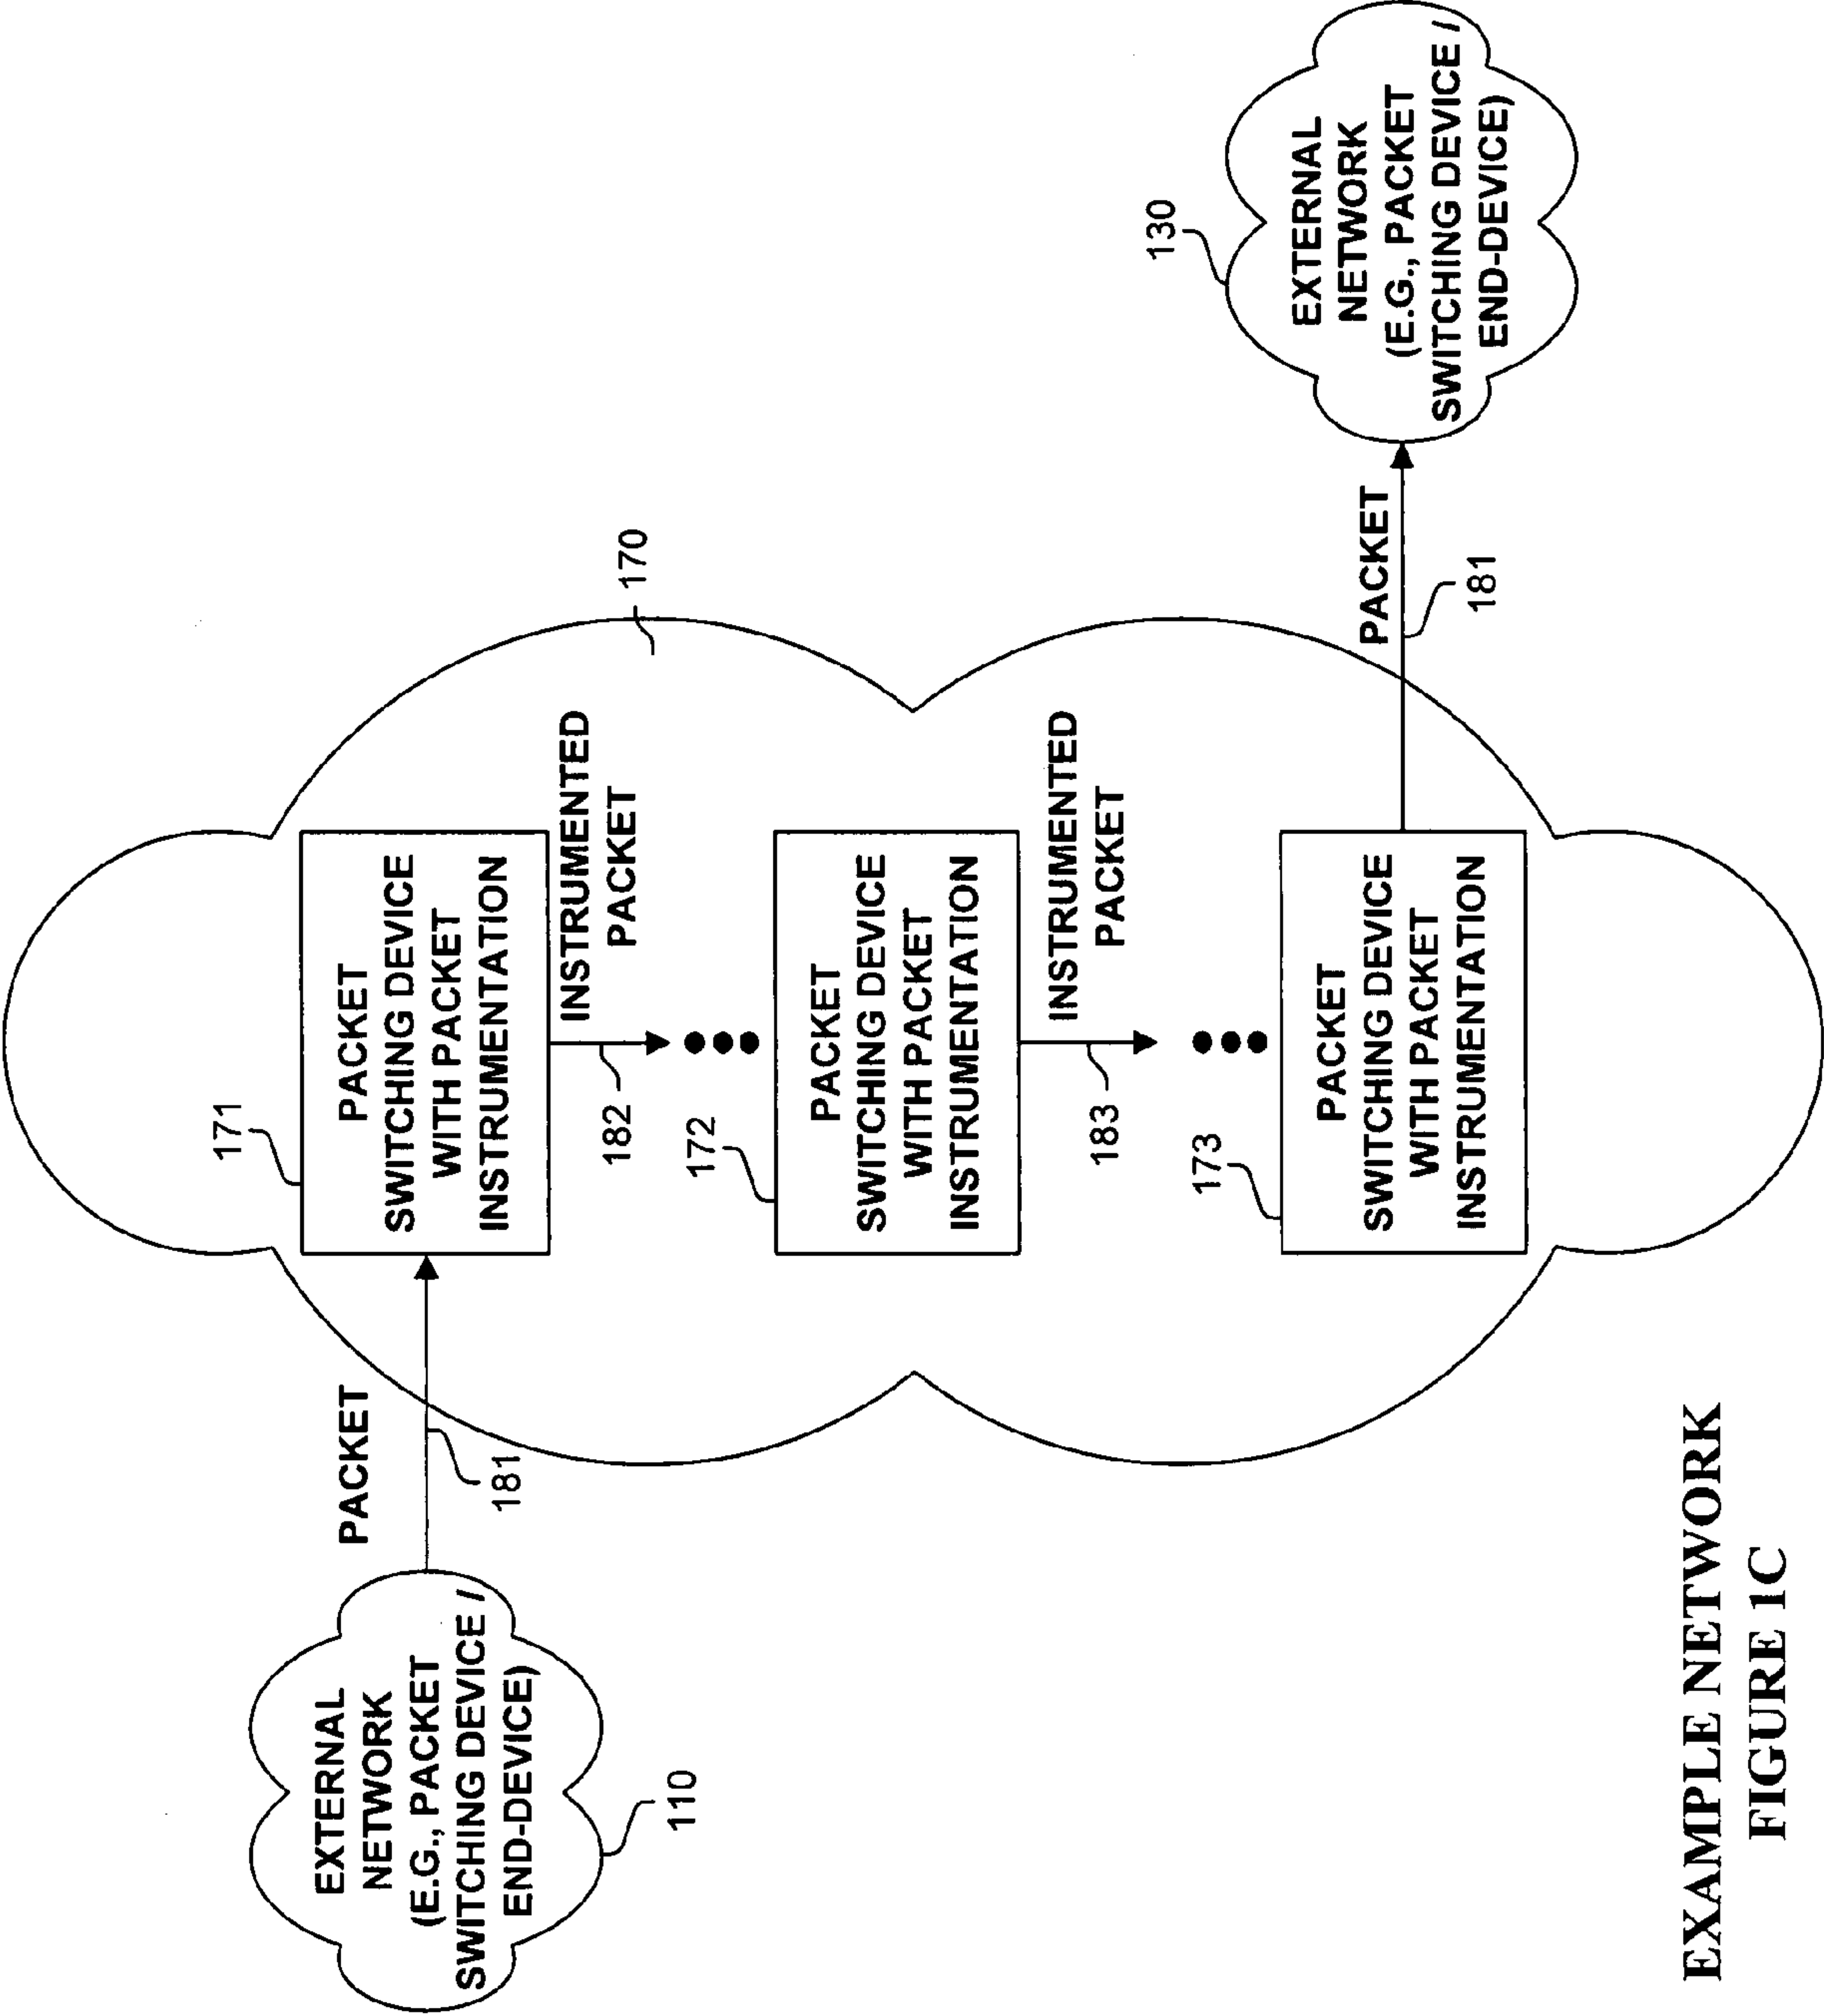 EXTERNAL
NETWORK
(E.G., PACKET
SWITCHING DEVICE /
END-DEVICE)
110
PACKET
181
171
PACKET
SWITCHING DEVICE
WITH PACKET
INSTRUMENTATION
182
INSTRUMENTED
PACKET
170
172
PACKET
SWITCHING DEVICE
WITH PACKET
INSTRUMENTATION
183
INSTRUMENTED
PACKET
173
PACKET
SWITCHING DEVICE
WITH PACKET
INSTRUMENTATION
PACKET
181
130
EXTERNAL
NETWORK
(E.G., PACKET
SWITCHING DEVICE /
END-DEVICE)
EXAMPLE NETWORK
FIGURE 1C